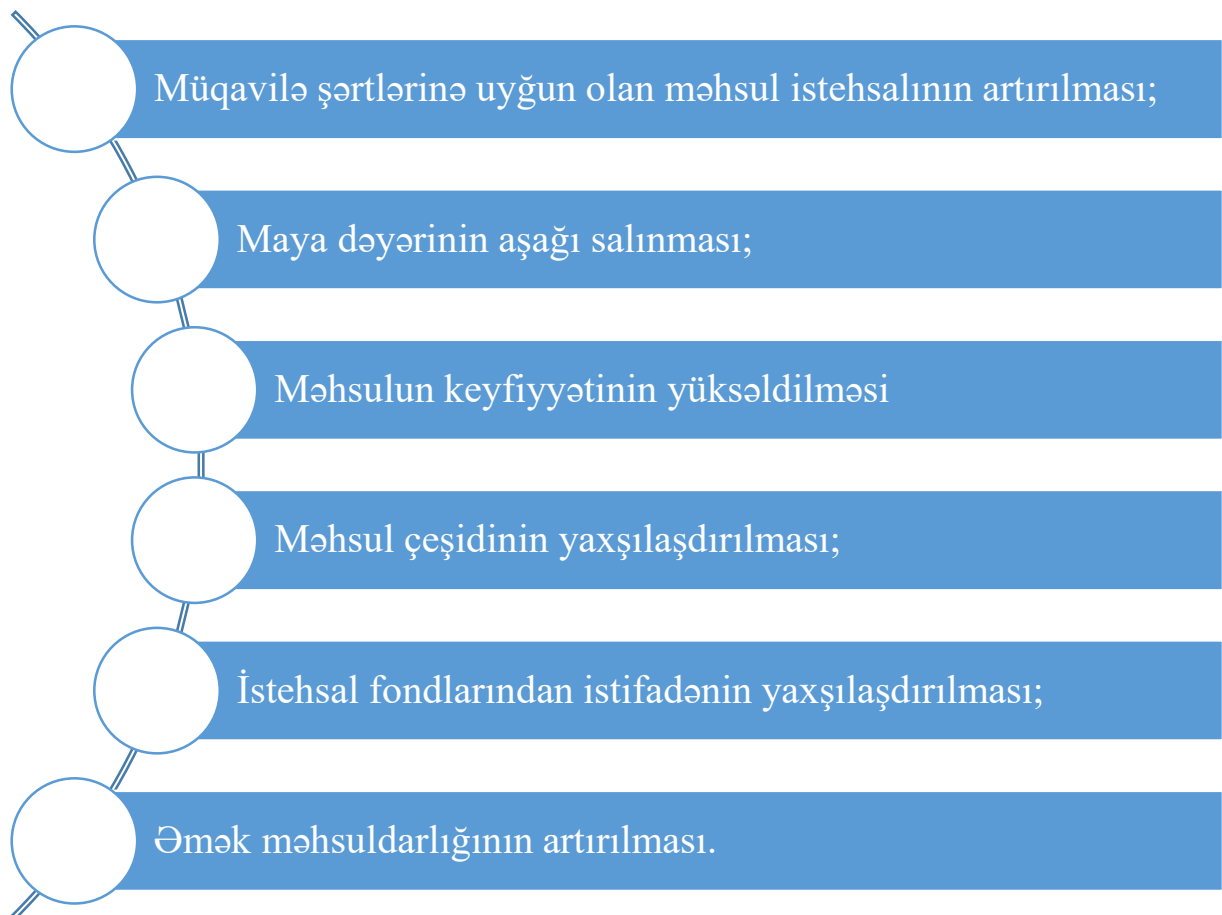 Müqavilə şərtlərinə uyğun olan məhsul istehsalının artırılması;
Maya dəyərinin aşağı salınması;
Məhsulun keyfiyyətinin yüksəldilməsi
Məhsul çeşidinin yaxşılaşdırılması;
İstehsal fondlarından istifadənin yaxşılaşdırılması;
Əmək məhsuldarlığının artırılması.